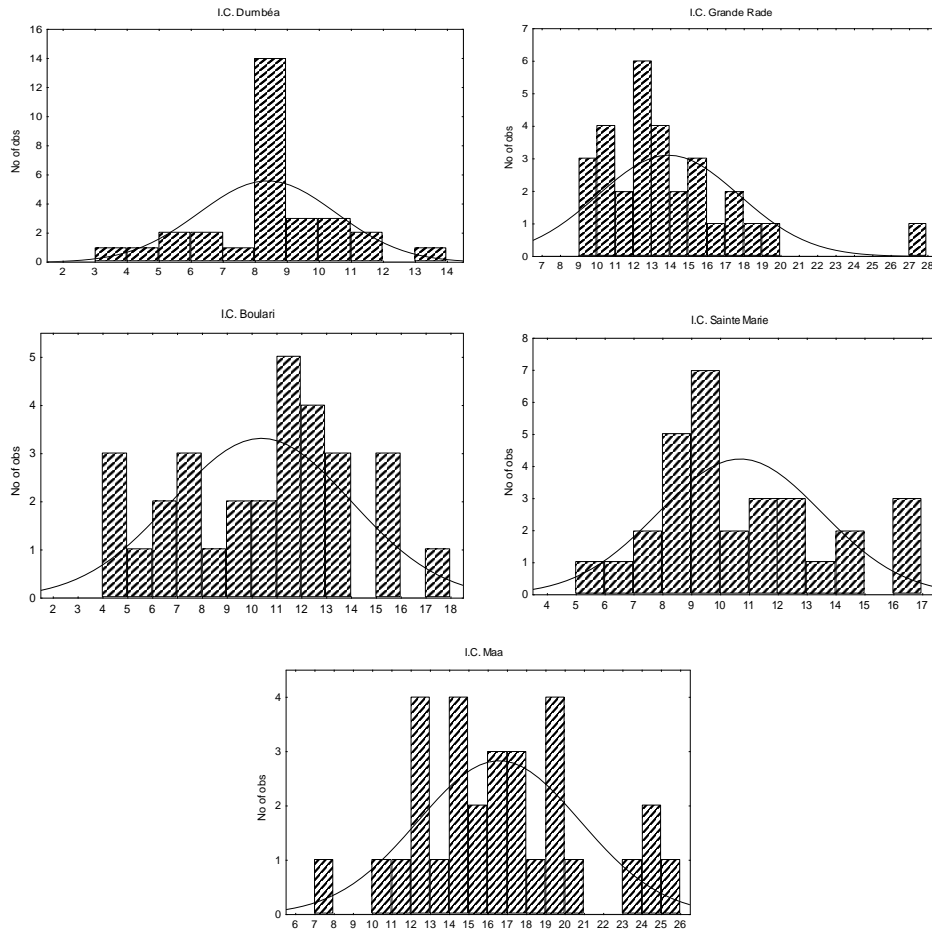 I.C. Dumbéa
No of obs
16
14
12
10
8
6
4
2
0
2 3 4 5 6 7 8 9 10 11 12 13 14
I.C. Grande Rade
No of obs
7
6
5
4
3
2
1
0
7 8 9 10 11 12 13 14 15 16 17 18 19 20 21 22 23 24 25 26 27 28
I.C. Boulari
No of obs
5
4
3
2
1
0
2 3 4 5 6 7 8 9 10 11 12 13 14 15 16 17 18
I.C. Sainte Marie
No of obs
8
7
6
5
4
3
2
1
0
4 5 6 7 8 9 10 11 12 13 14 15 16 17
I.C. Maa
No of obs
4
3
2
1
0
6 7 8 9 10 11 12 13 14 15 16 17 18 19 20 21 22 23 24 25 26